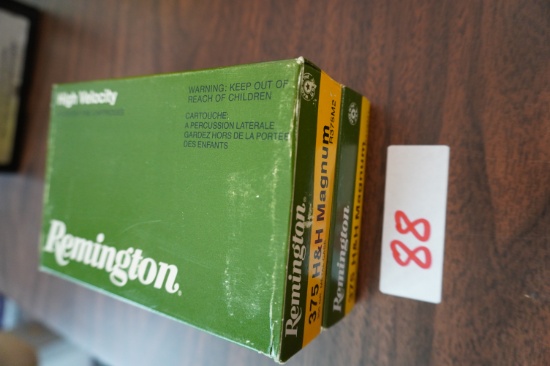 High Velocity
WARNING: KEEP OUT OF
REACH OF CHILDREN
CARTOUCHE:
A PERCUSSION LATERALE
GARDEZ HORS DE LA PORTEE
DES ENFANTS
Remington®
Remington®
375 H&H Magnum
R375M2
Remington
375 H&H Magnum
88